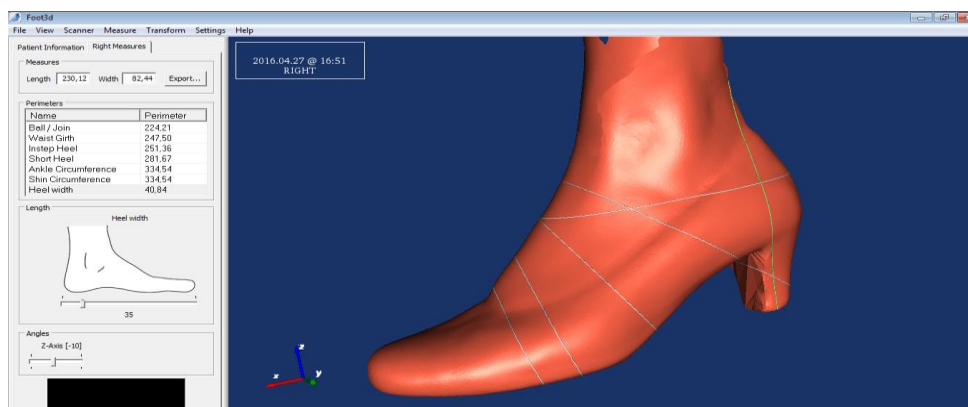 Foot3d
File View Scanner Measure Transform Settings Help
Patient Information Right Measures
Measures
Length 230,12 Width 82,44 Export...
Perimeters
Name Perimeter
Ball / Join 224,21
Waist Girth 247,50
Instep Heel 251,36
Short Heel 281,67
Ankle Circumference 334,54
Shin Circumference 334,54
Heel width 40,84
Length
Heel width
35
Angles
Z-Axis [-10]
2016.04.27 @ 16:51
RIGHT
z
x y